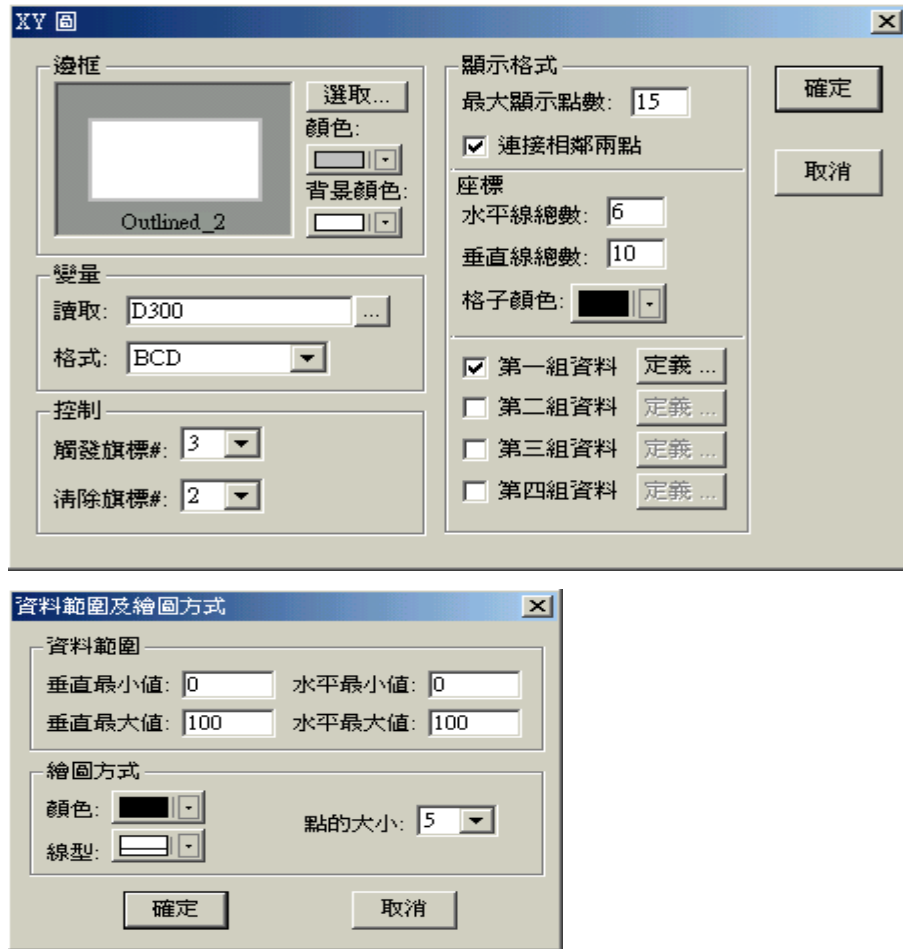 XY 圖
邊框
選取...
顏色:
背景顏色:
Outlined_2
變量
讀取: D300 ...
格式: BCD
控制
觸發旗標#: 3
清除旗標#: 2
顯示格式
最大顯示點數: 15
連接相鄰兩點
座標
水平線總數: 6
垂直線總數: 10
格子顏色:
第一組資料 定義 ...
第二組資料 定義 ...
第三組資料 定義 ...
第四組資料 定義 ...
確定
取消
資料範圍及繪圖方式
資料範圍
垂直最小值: 0 水平最小值: 0
垂直最大值: 100 水平最大值: 100
繪圖方式
顏色:
點的大小: 5
線型:
確定 取消